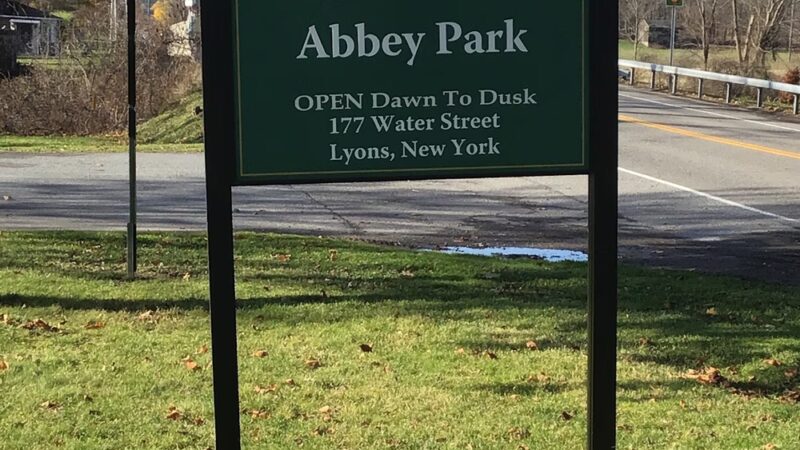 Abbey Park
OPEN Dawn To Dusk
177 Water Street
Lyons, New York